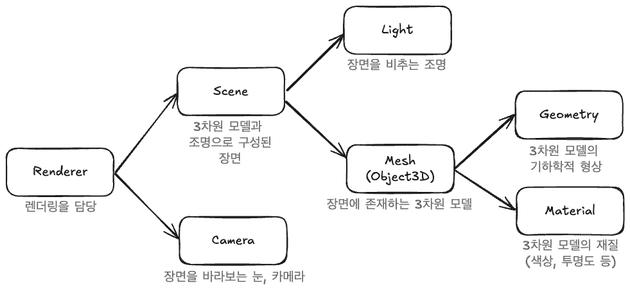 Renderer
렌더링을 담당
Scene
3차원 모델과
조명으로 구성된
장면
Camera
장면을 바라보는 눈, 카메라
Light
장면을 비추는 조명
Mesh
(Object3D)
장면에 존재하는 3차원 모델
Geometry
3차원 모델의
기하학적 형상
Material
3차원 모델의 재질
(색상, 투명도 등)